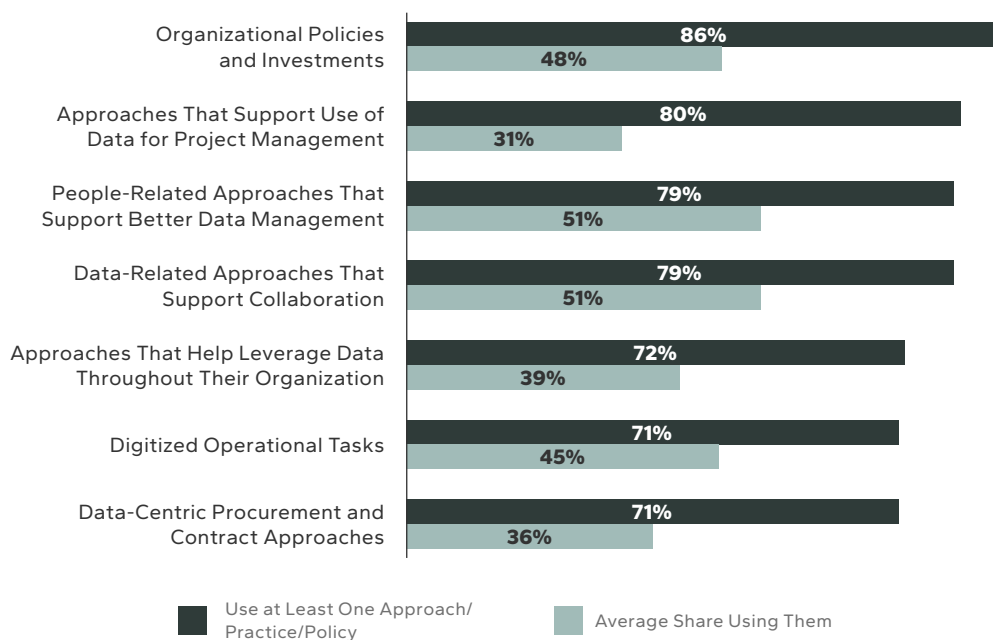 Organizational Policies
and Investments
86%
48%
Approaches That Support Use of
Data for Project Management
80%
31%
People-Related Approaches That
Support Better Data Management
79%
51%
Data-Related Approaches That
Support Collaboration
79%
51%
Approaches That Help Leverage Data
Throughout Their Organization
72%
39%
Digitized Operational Tasks
71%
45%
Data-Centric Procurement and
Contract Approaches
71%
36%
Use at Least One Approach/
Practice/Policy
Average Share Using Them